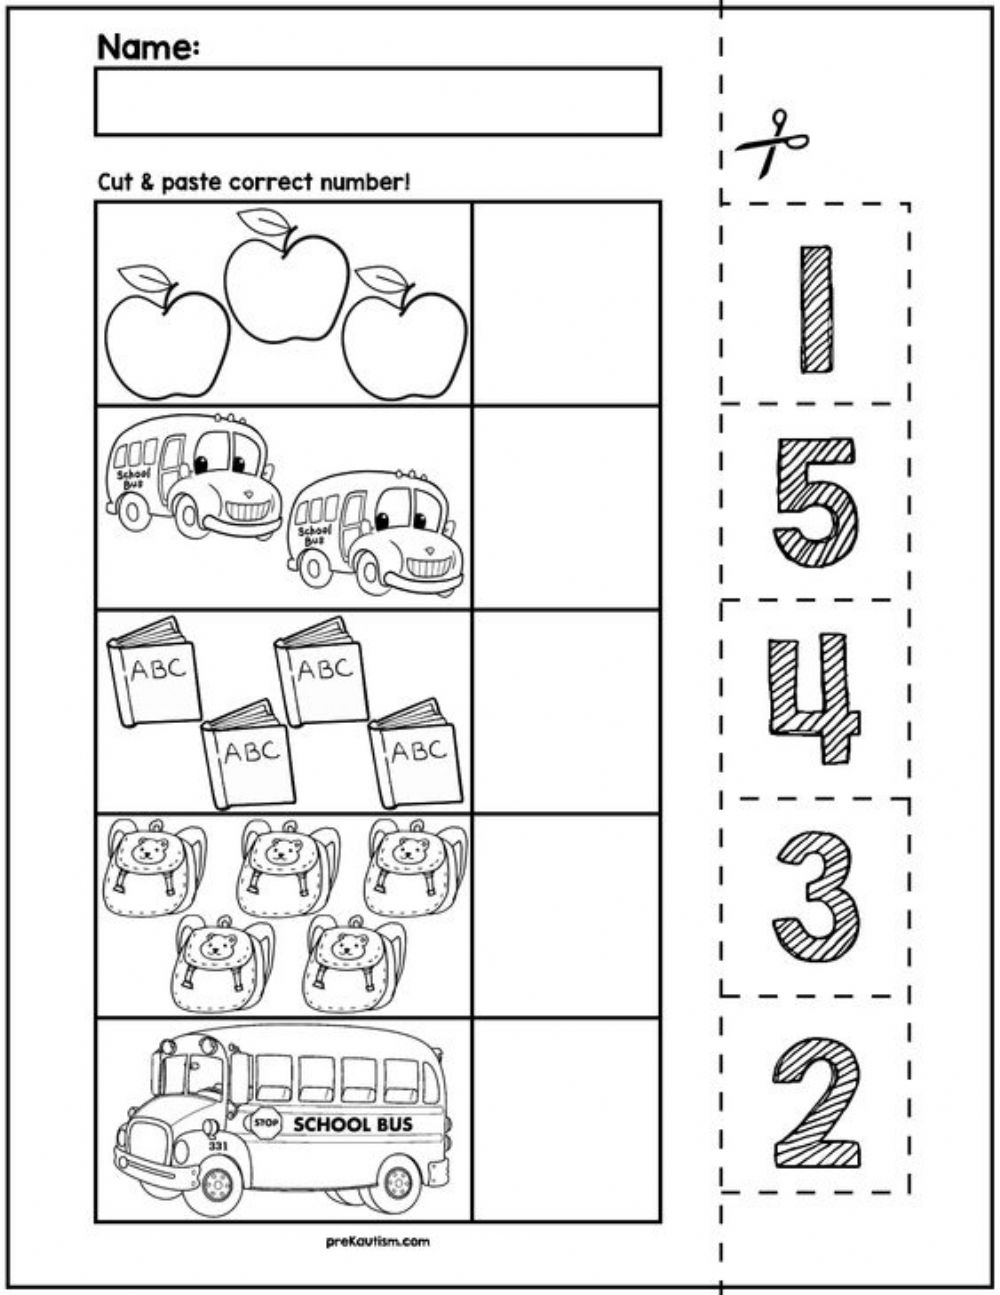 Name:
Cut & paste correct number!
1
School
Bus
School
Bus
5
ABC
ABC
ABC
ABC
4
3
STOP
SCHOOL BUS
331
2
preKautism.com